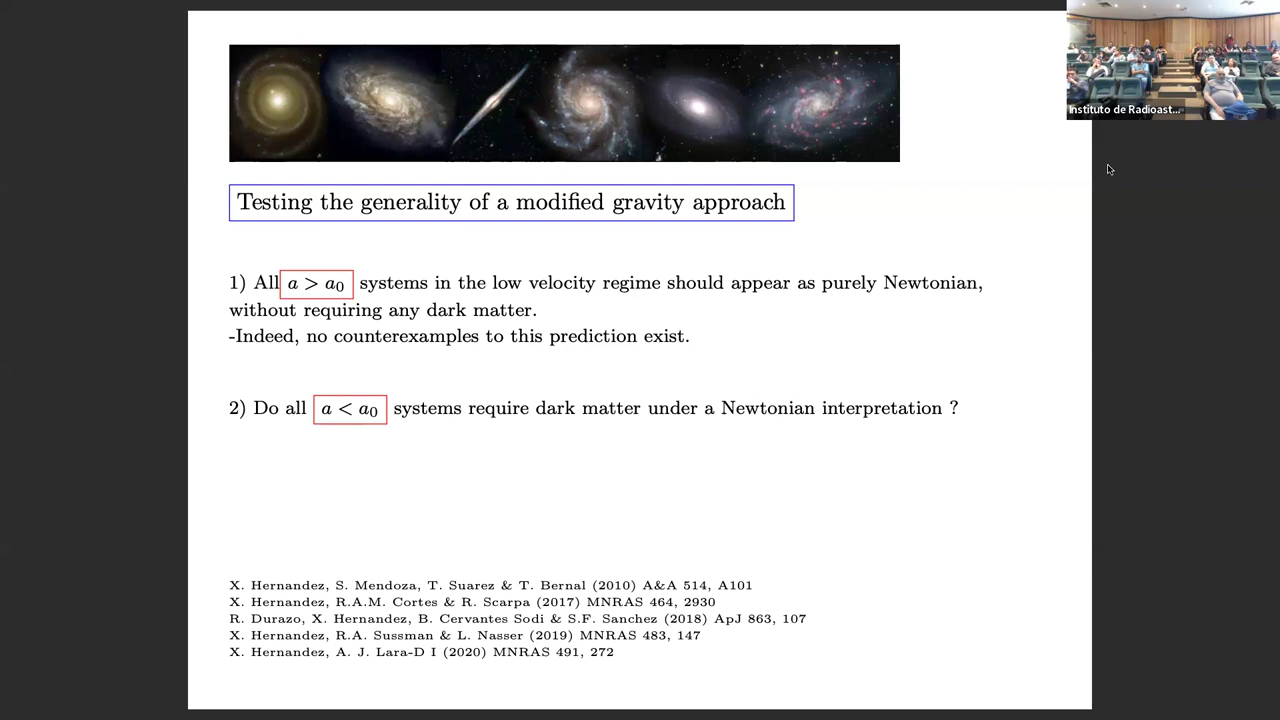 Instituto de Radioast...
Testing the generality of a modified gravity approach
1) All a > a₀ systems in the low velocity regime should appear as purely Newtonian,
without requiring any dark matter.
-Indeed, no counterexamples to this prediction exist.
2) Do all a < a₀ systems require dark matter under a Newtonian interpretation ?
X. Hernandez, S. Mendoza, T. Suarez & T. Bernal (2010) A&A 514, A101
X. Hernandez, R.A.M. Cortes & R. Scarpa (2017) MNRAS 464, 2930
R. Durazo, X. Hernandez, B. Cervantes Sodi & S.F. Sanchez (2018) ApJ 863, 107
X. Hernandez, R.A. Sussman & L. Nasser (2019) MNRAS 483, 147
X. Hernandez, A. J. Lara-D I (2020) MNRAS 491, 272